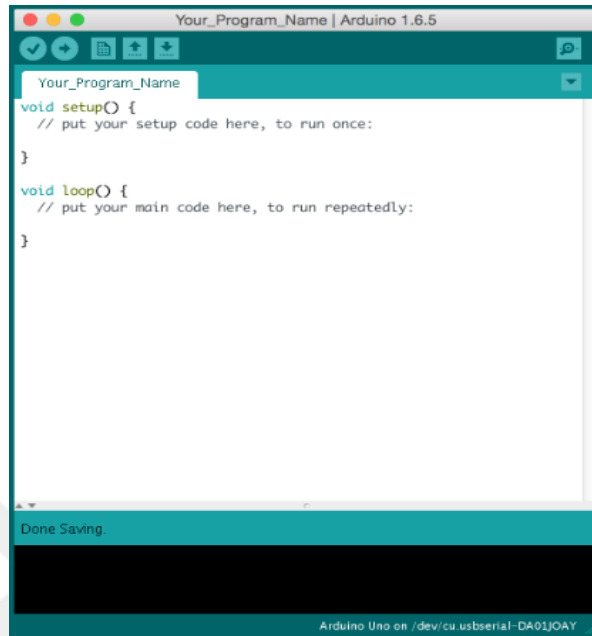 Your_Program_Name | Arduino 1.6.5
Your_Program_Name
void setup() {
  // put your setup code here, to run once:
}
void loop() {
  // put your main code here, to run repeatedly:
}
Done Saving.
Arduino Uno on /dev/cu.usbserial-DA01JOAY